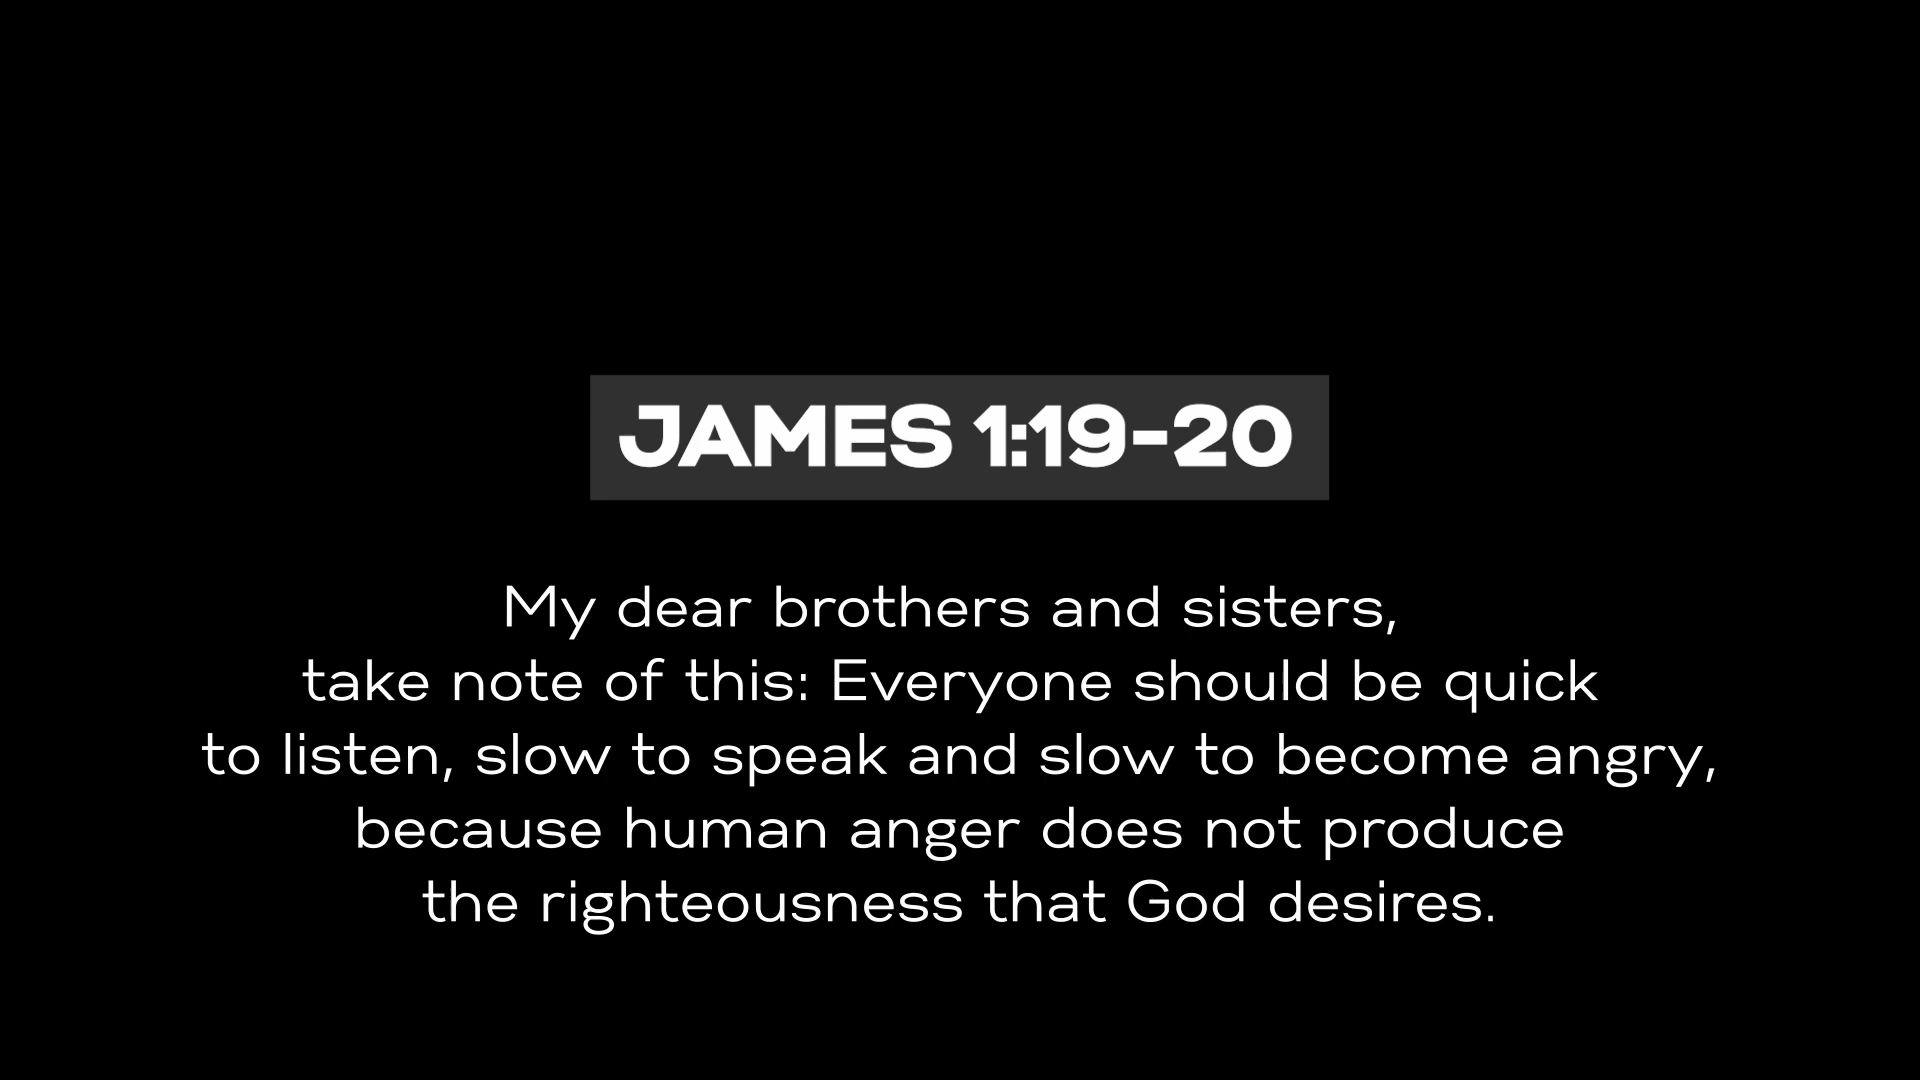 JAMES 1:19-20
My dear brothers and sisters,
take note of this: Everyone should be quick
to listen, slow to speak and slow to become angry,
because human anger does not produce
the righteousness that God desires.